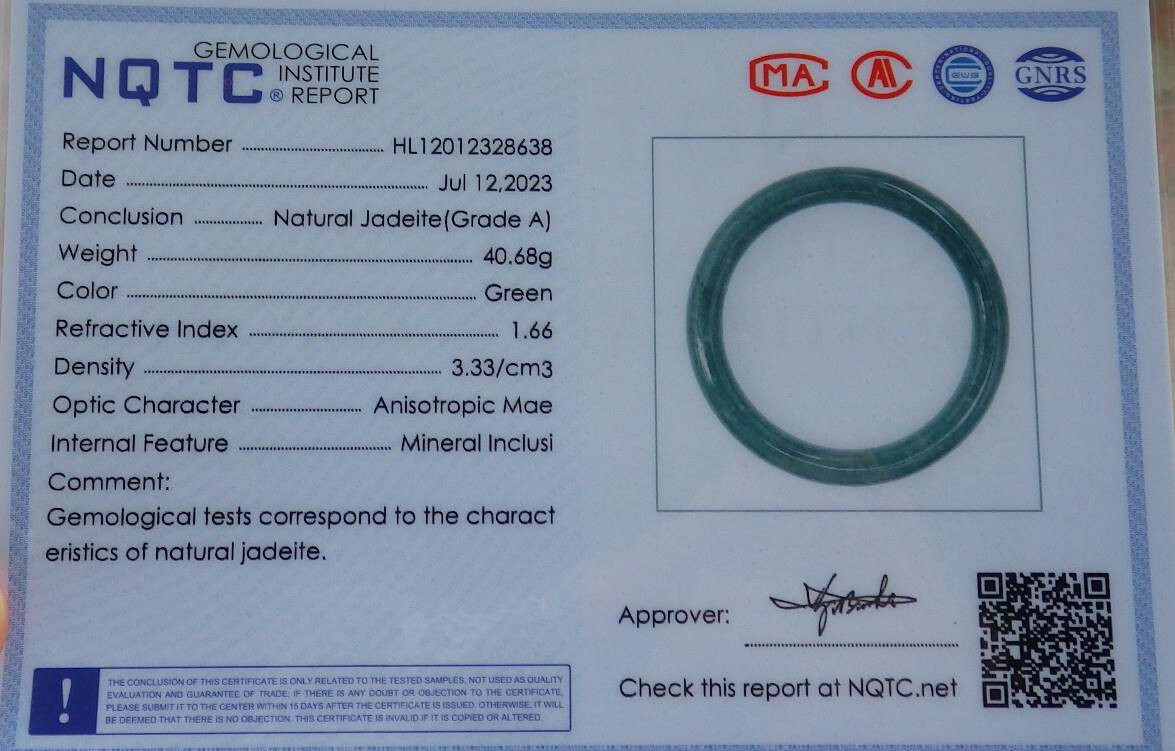 NQTC® GEMOLOGICAL
INSTITUTE
REPORT
MA
GWG
GNRS
Report Number ........ HL12012328638
Date ........ Jul 12,2023
Conclusion ........ Natural Jadeite(Grade A)
Weight ........ 40.68g
Color ........ Green
Refractive Index ........ 1.66
Density ........ 3.33/cm3
Optic Character ........ Anisotropic Mae
Internal Feature ........ Mineral Inclusi
Comment:
Gemological tests correspond to the charact
eristics of natural jadeite.
Approver:
Check this report at NQTC.net
! THE CONCLUSION OF THIS CERTIFICATE IS ONLY RELATED TO THE TESTED SAMPLES, NOT USED AS QUALITY
EVALUATION AND GUARANTEE OF TRADE; IF THERE IS ANY DOUBT OR OBJECTION TO THE CERTIFICATE,
PLEASE SUBMIT IT TO THE CENTER WITHIN 15 DAYS AFTER THE CERTIFICATE IS ISSUED. OTHERWISE, IT WILL
BE DEEMED THAT THERE IS NO OBJECTION. THIS CERTIFICATE IS INVALID IF IT IS COPIED OR ALTERED.